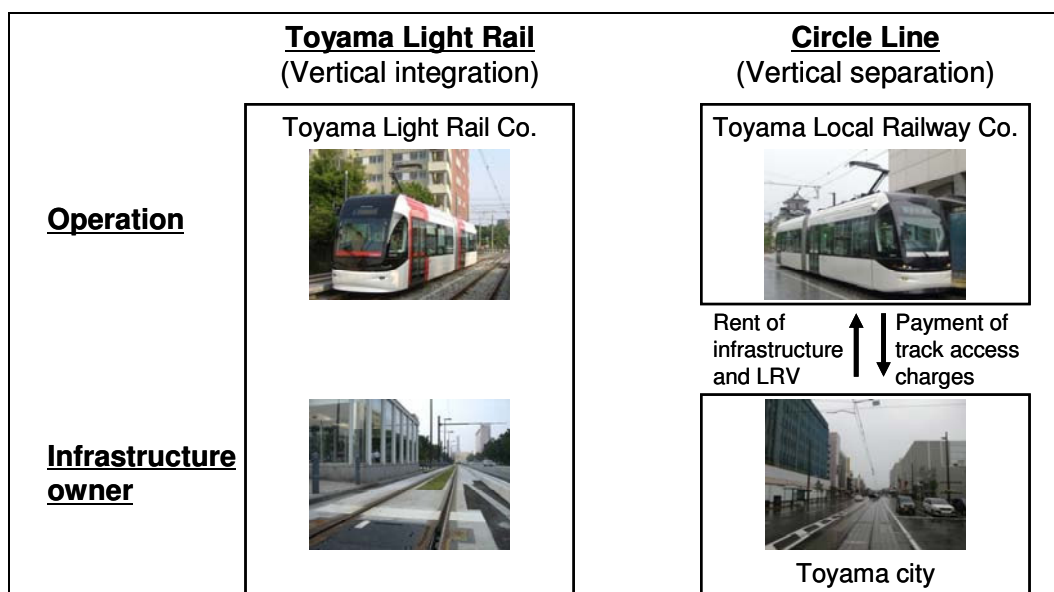 Toyama Light Rail
(Vertical integration)
Circle Line
(Vertical separation)
Toyama Light Rail Co.
Toyama Local Railway Co.
Operation
Rent of
infrastructure
and LRV
Payment of
track access
charges
Infrastructure
owner
Toyama city